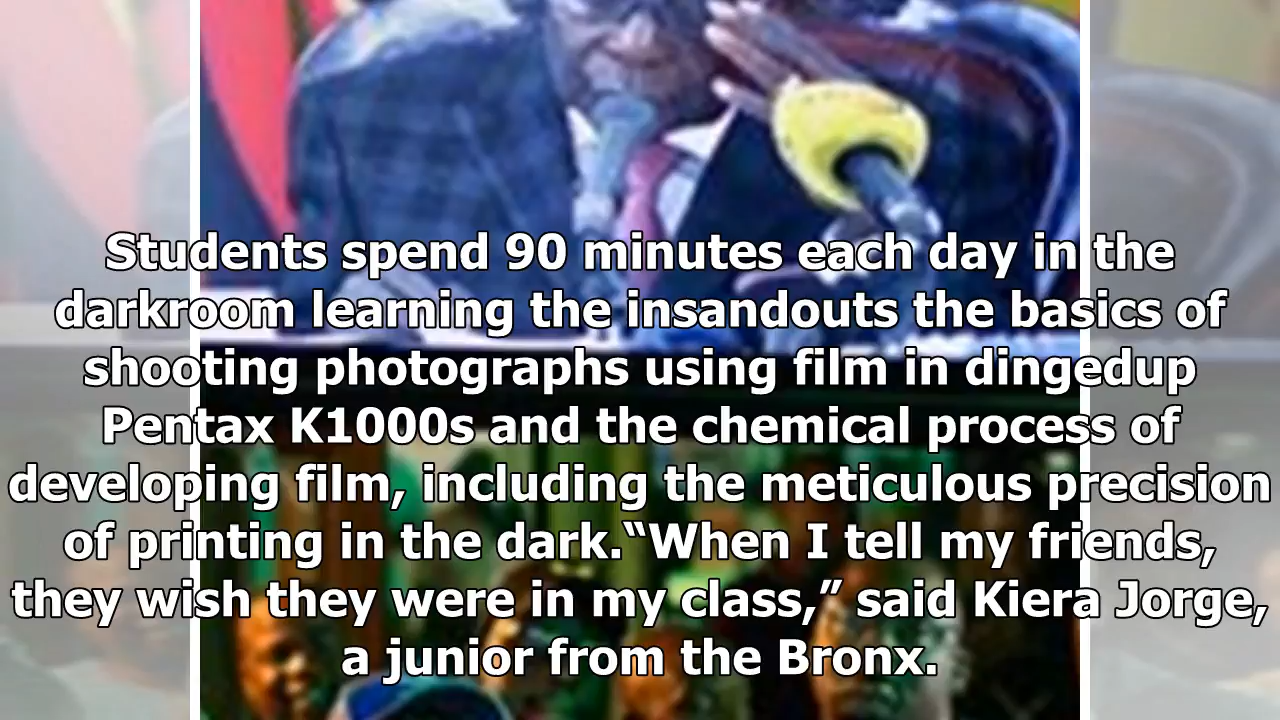 Students spend 90 minutes each day in the
darkroom learning the insandouts the basics of
shooting photographs using film in dingedup
Pentax K1000s and the chemical process of
developing film, including the meticulous precision
of printing in the dark.“When I tell my friends,
they wish they were in my class,” said Kiera Jorge,
a junior from the Bronx.